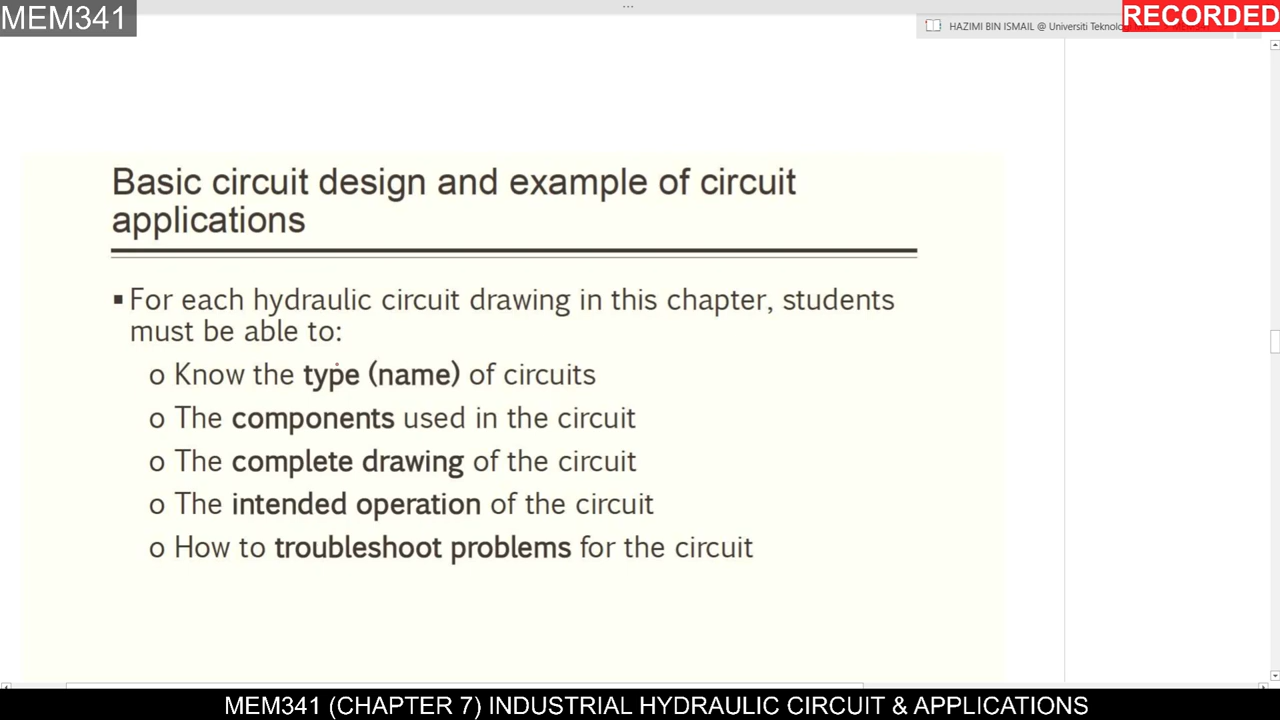 MEM341
...
HAZIMI BIN ISMAIL @ Universiti
RECORDED
Basic circuit design and example of circuit
applications
▪ For each hydraulic circuit drawing in this chapter, students
must be able to:
o Know the type (name) of circuits
o The components used in the circuit
o The complete drawing of the circuit
o The intended operation of the circuit
o How to troubleshoot problems for the circuit
MEM341 (CHAPTER 7) INDUSTRIAL HYDRAULIC CIRCUIT & APPLICATIONS